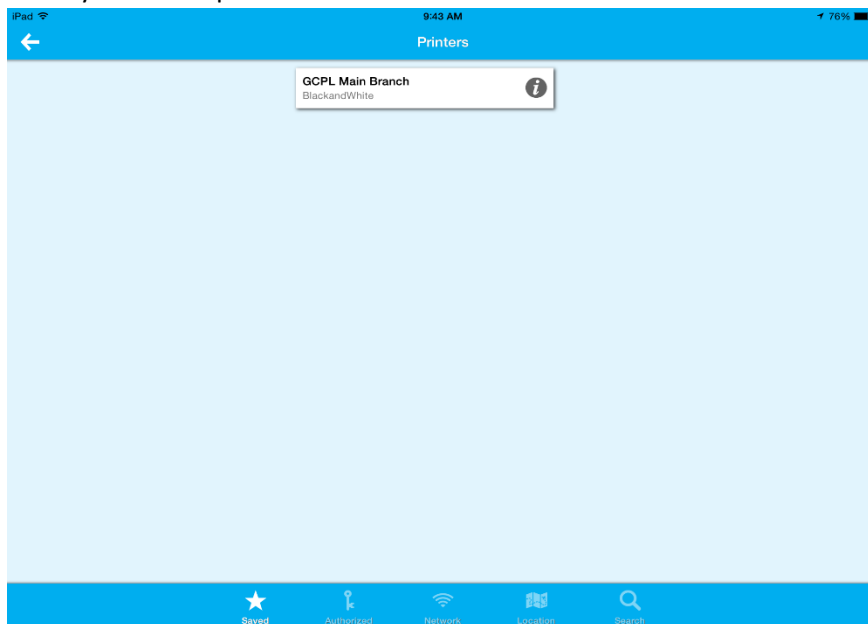 iPad 9:43 AM 76%
Printers
GCPL Main Branch
BlackandWhite
Saved Authorized Network Location Search